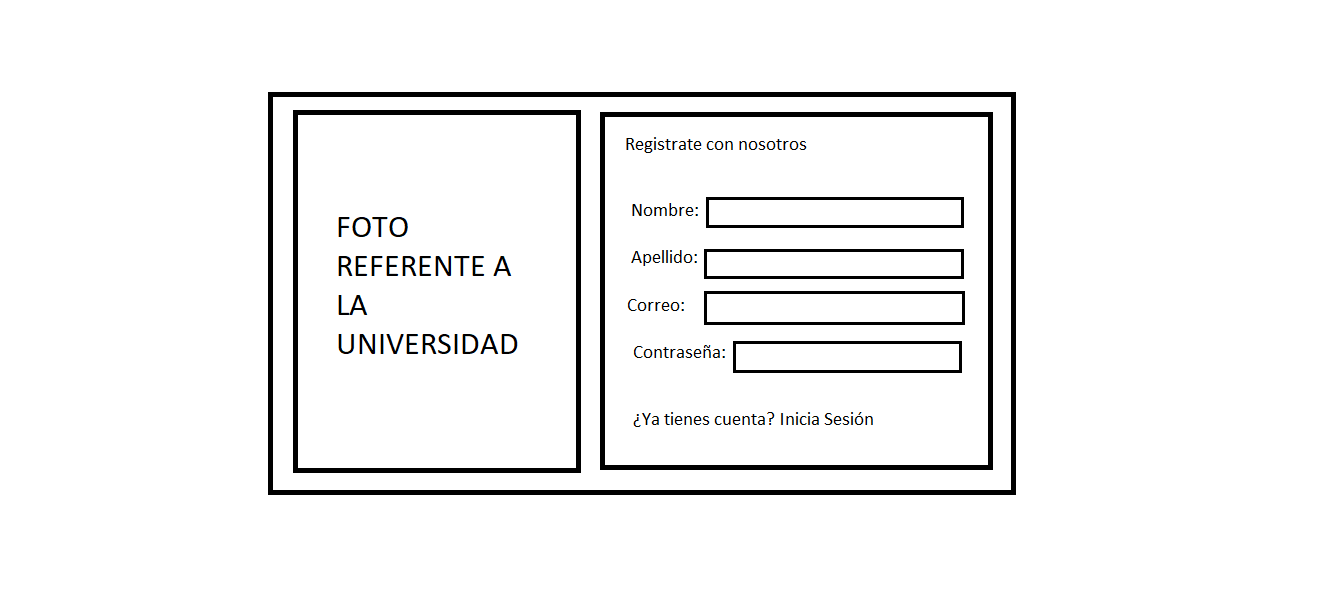 FOTO
REFERENTE A
LA
UNIVERSIDAD
Registrate con nosotros
Nombre:
Apellido:
Correo:
Contraseña:
¿Ya tienes cuenta? Inicia Sesión